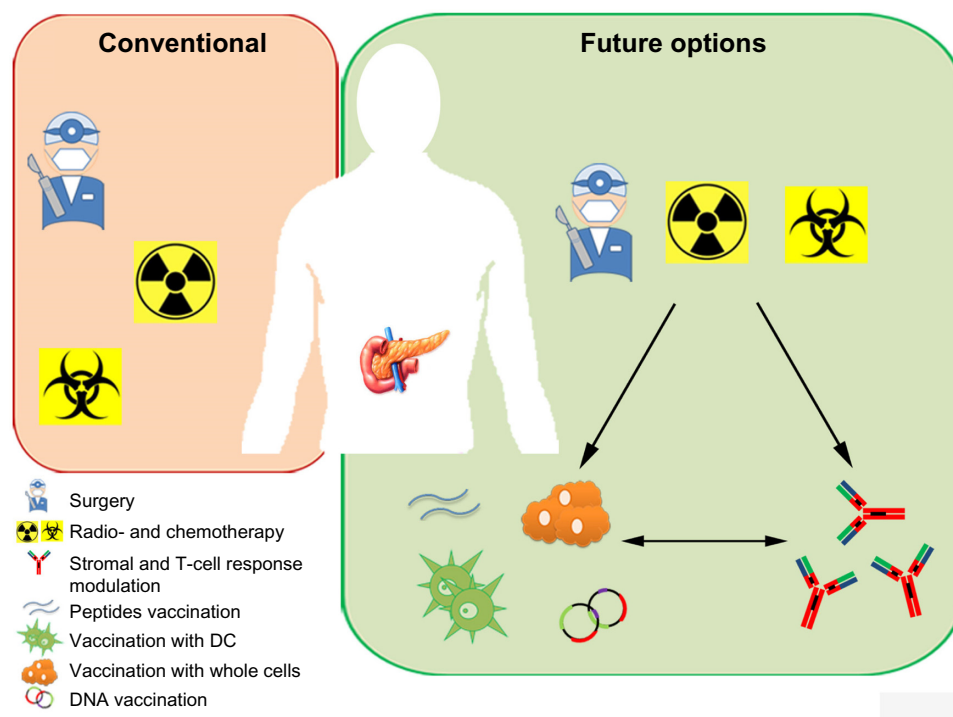 Conventional
Future options
Surgery
Radio- and chemotherapy
Stromal and T-cell response
modulation
Peptides vaccination
Vaccination with DC
Vaccination with whole cells
DNA vaccination